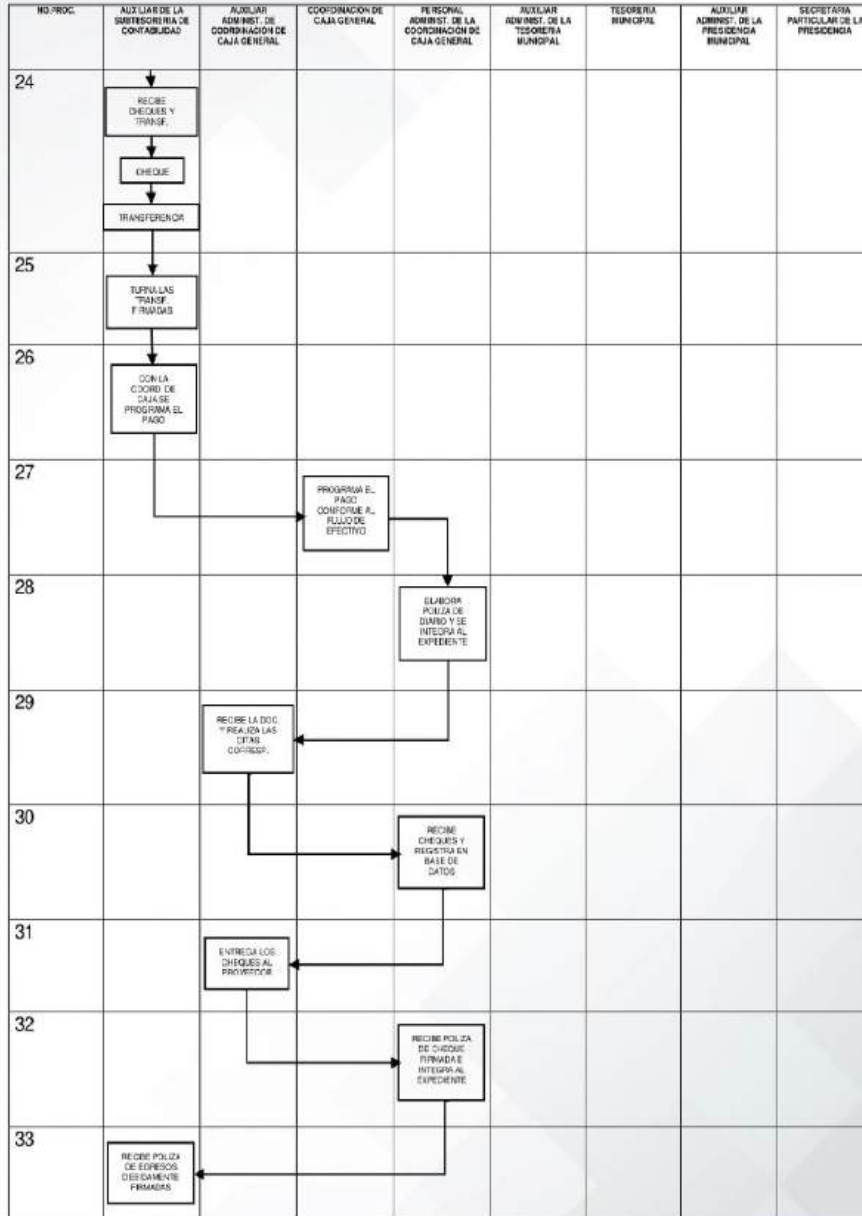 NO.PROC.
AUXILIAR DE LA
SUBTESORERIA DE
CONTABILIDAD
AUXILIAR
ADMINIST. DE
COORDINACIÓN DE
CAJA GENERAL
COORDINACIÓN DE
CAJA GENERAL
PERSONAL
ADMINIST. DE LA
COORDINACIÓN DE
CAJA GENERAL
AUXILIAR
ADMINIST. DE LA
TESORERIA
MUNICIPAL
TESORERIA
MUNICIPAL
AUXILIAR
ADMINIST. DE LA
PRESIDENCIA
MUNICIPAL
SECRETARIA
PARTICULAR DE LA
PRESIDENCIA
24
RECIBE
CHEQUES Y
TRANSF.
CHEQUE
TRANSFERENCIA
25
TURNA LAS
TRANSF.
FIRMADAS
26
CON LA
COORD. DE
CAJA SE
PROGRAMA EL
PAGO
27
PROGRAMA EL
PAGO
CONFORME AL
FLUJO DE
EFECTIVO
28
ELABORA
POLIZA DE
DIARIO Y SE
INTEGRA AL
EXPEDIENTE
29
RECIBE LA DOC.
Y REALIZA LAS
CITAS
CORRESP.
30
RECIBE
CHEQUES Y
REGISTRA EN
BASE DE
DATOS
31
ENTREGA LOS
CHEQUES AL
PROVEEDOR
32
RECIBE POLIZA
DE CHEQUE
FIRMADA E
INTEGRA AL
EXPEDIENTE
33
RECIBE POLIZA
DE EGRESOS
DEBIDAMENTE
FIRMADAS